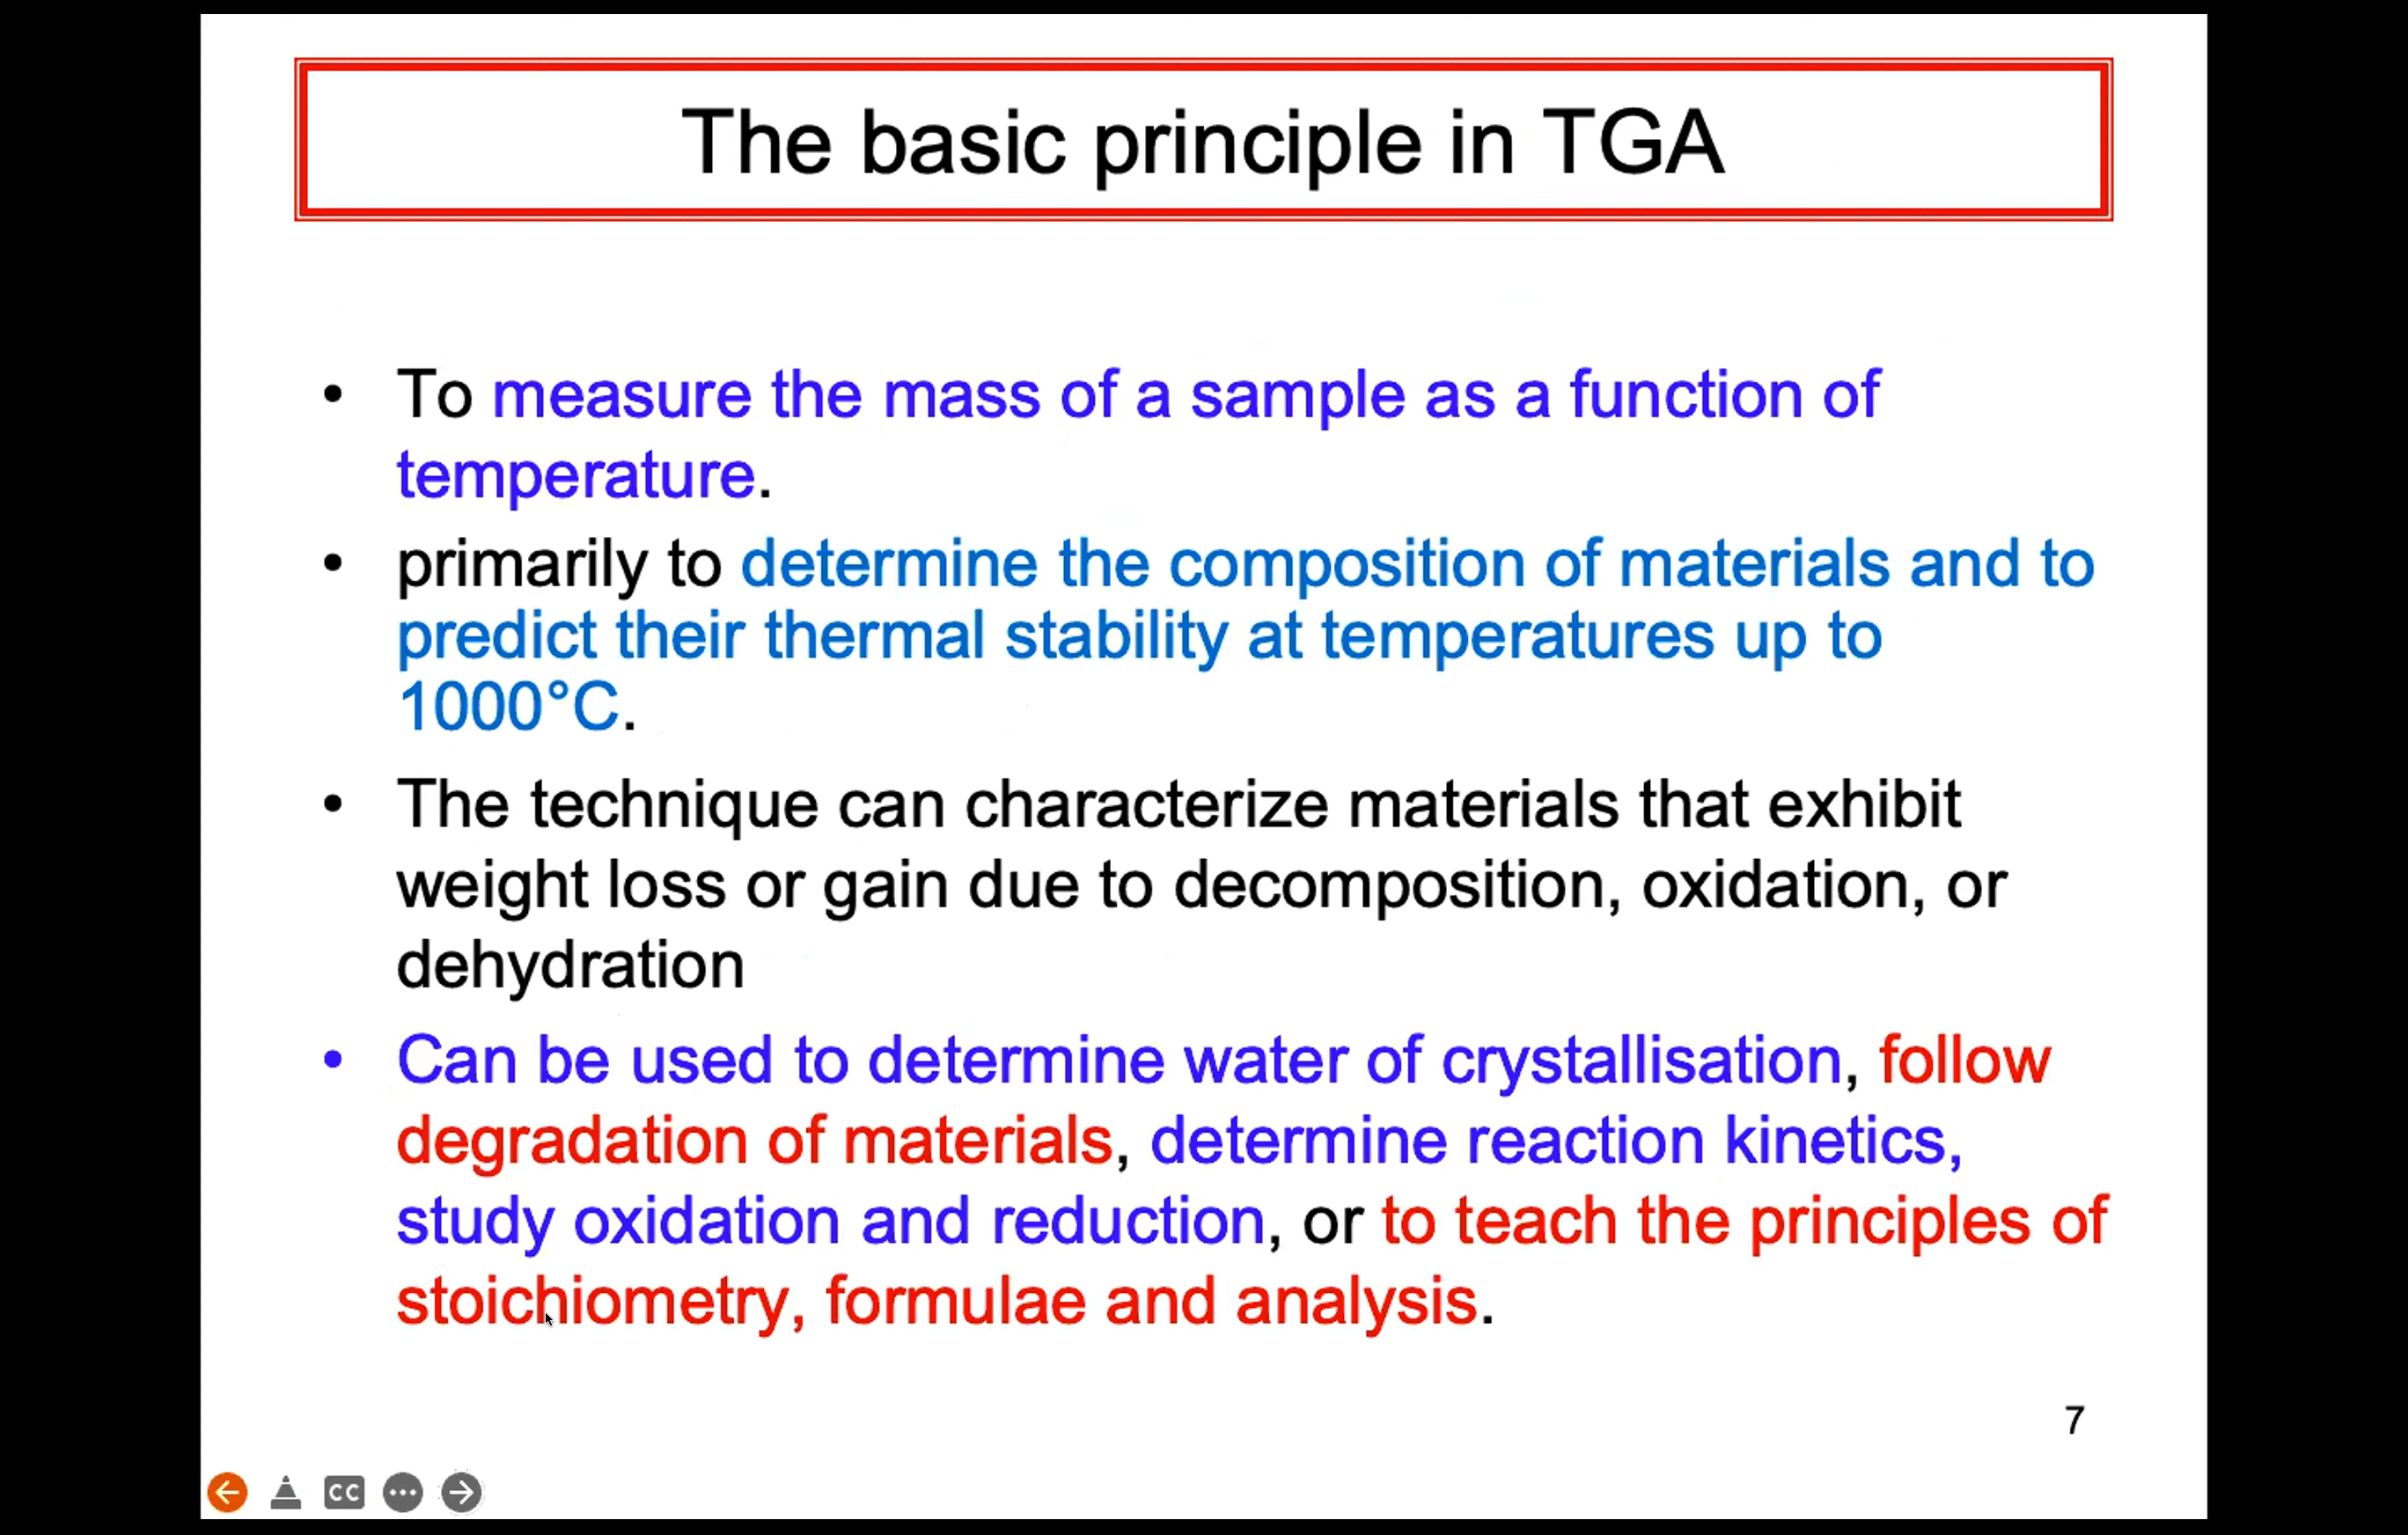 The basic principle in TGA
• To measure the mass of a sample as a function of
temperature.
• primarily to determine the composition of materials and to
predict their thermal stability at temperatures up to
1000°C.
• The technique can characterize materials that exhibit
weight loss or gain due to decomposition, oxidation, or
dehydration
• Can be used to determine water of crystallisation, follow
degradation of materials, determine reaction kinetics,
study oxidation and reduction, or to teach the principles of
stoichiometry, formulae and analysis.
7
CC